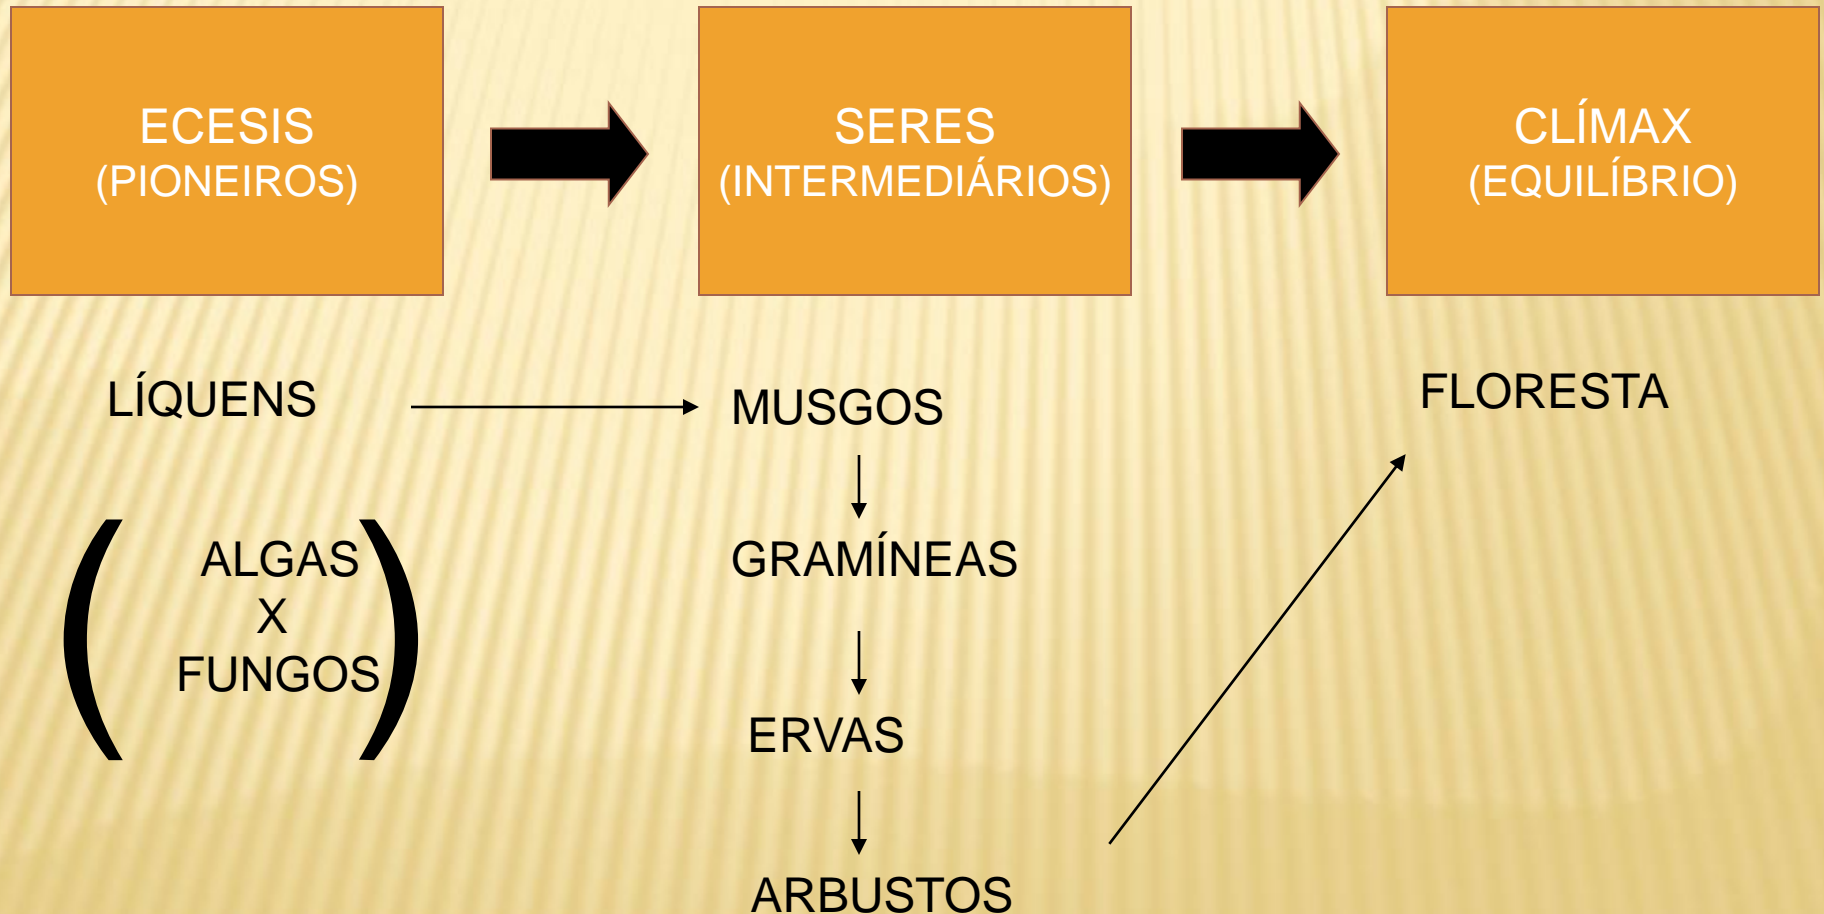 ECESIS
(PIONEIROS)
SERES
(INTERMEDIÁRIOS)
CLÍMAX
(EQUILÍBRIO)
LÍQUENS
MUSGOS
FLORESTA
(
ALGAS
X
FUNGOS
)
GRAMÍNEAS
ERVAS
ARBUSTOS